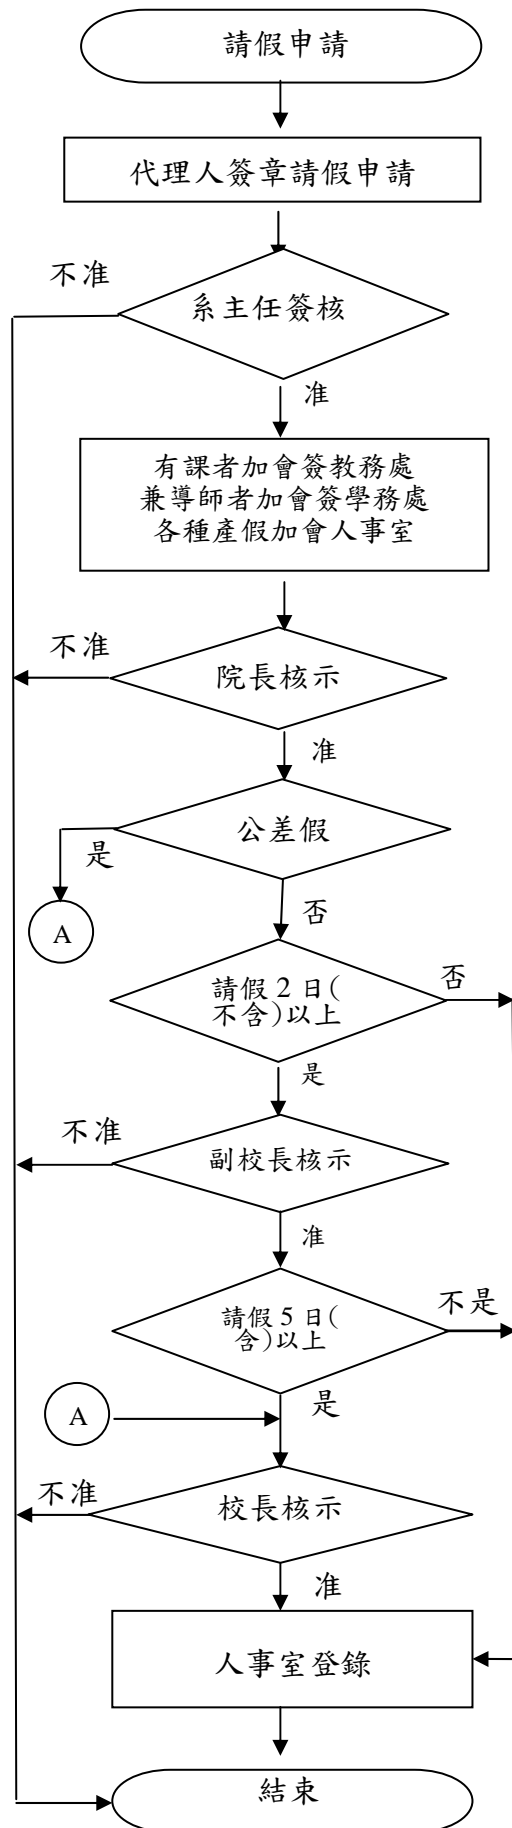 請假申請
代理人簽章請假申請
不准
系主任簽核
准
有課者加會簽教務處
兼導師者加會簽學務處
各種產假加會人事室
不准
院長核示
准
公差假
是
A
否
請假2日(
不含)以上
否
是
不准
副校長核示
准
請假5日(
含)以上
不是
A
是
不准
校長核示
准
人事室登錄
結束